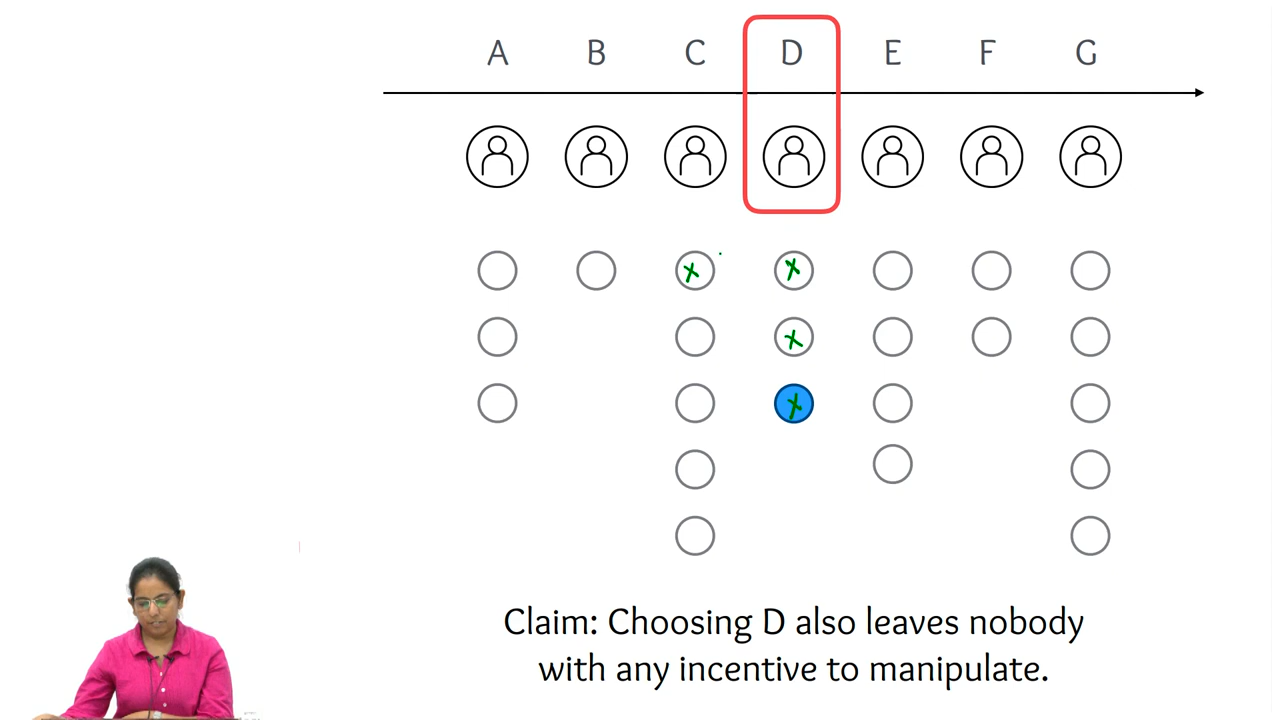 A B C D E F G
x x
x
x
Claim: Choosing D also leaves nobody
with any incentive to manipulate.